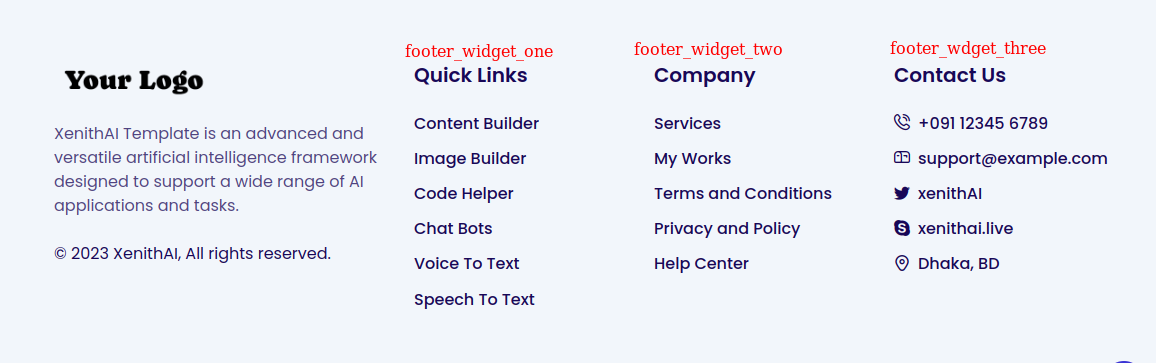 Your Logo
XenithAI Template is an advanced and
versatile artificial intelligence framework
designed to support a wide range of AI
applications and tasks.
© 2023 XenithAI, All rights reserved.
footer_widget_one
Quick Links
Content Builder
Image Builder
Code Helper
Chat Bots
Voice To Text
Speech To Text
footer_widget_two
Company
Services
My Works
Terms and Conditions
Privacy and Policy
Help Center
footer_wdget_three
Contact Us
+091 12345 6789
support@example.com
xenithAI
xenithai.live
Dhaka, BD